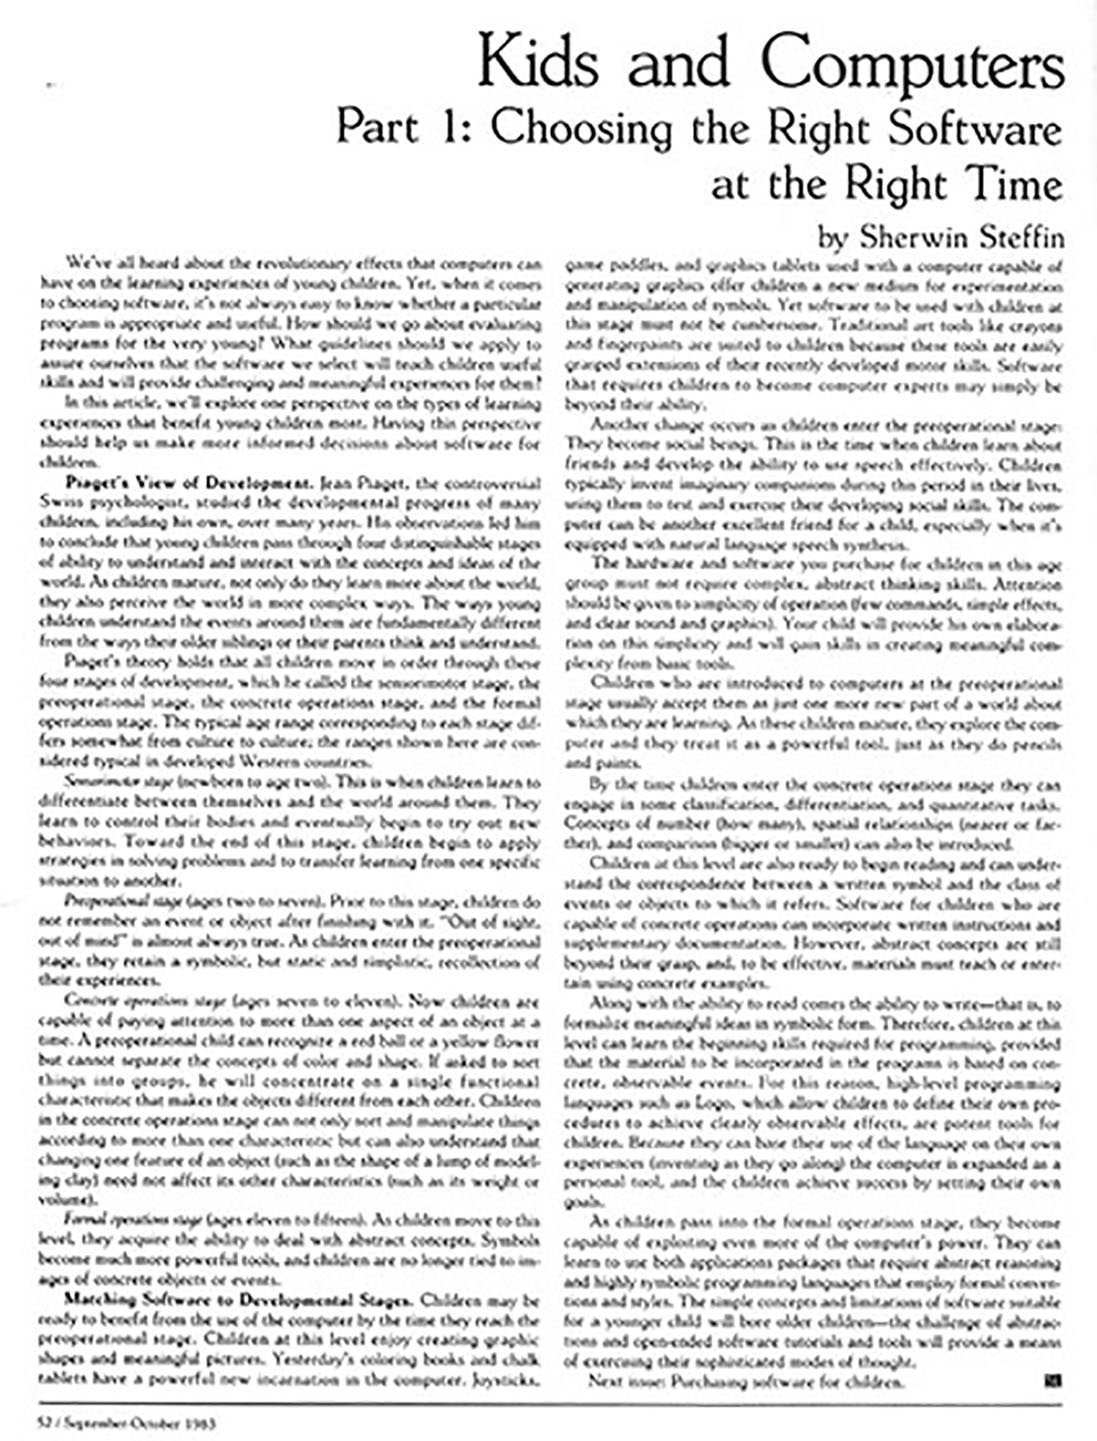 Kids and Computers
Part 1: Choosing the Right Software
at the Right Time
by Sherwin Steffin
We've all heard about the revolutionary effects that computers can
have on the learning experiences of young children. Yet, when it comes
to choosing software, it's not always easy to know whether a particular
program is appropriate and useful. How should we go about evaluating
programs for the very young? What guidelines should we apply to
assure ourselves that the software we select will teach children useful
skills and will provide challenging and meaningful experiences for them?
In this article, we'll explore one perspective on the types of learning
experiences that benefit young children most. Having this perspective
should help us make more informed decisions about software for
children.
Piaget's View of Development. Jean Piaget, the controversial
Swiss psychologist, studied the developmental progress of many
children, including his own, over many years. His observations led him
to conclude that young children pass through four distinguishable stages
of ability to understand and interact with the concepts and ideas of the
world. As children mature, not only do they learn more about the world,
they also perceive the world in more complex ways. The ways young
children understand the events around them are fundamentally different
from the ways their older siblings or their parents think and understand.
Piaget's theory holds that all children move in order through these
four stages of development, which he called the sensorimotor stage, the
preoperational stage, the concrete operations stage, and the formal
operations stage. The typical age range corresponding to each stage dif-
fers somewhat from culture to culture; the ranges shown here are con-
sidered typical in developed Western countries.
Sensorimotor stage (newborn to age two). This is when children learn to
differentiate between themselves and the world around them. They
learn to control their bodies and eventually begin to try out new
behaviors. Toward the end of this stage, children begin to apply
strategies in solving problems and to transfer learning from one specific
situation to another.
Preoperational stage (ages two to seven). Prior to this stage, children do
not remember an event or object after finishing with it. "Out of sight,
out of mind" is almost always true. As children enter the preoperational
stage, they retain a symbolic, but static and simplistic, recollection of
their experiences.
Concrete operations stage (ages seven to eleven). Now children are
capable of paying attention to more than one aspect of an object at a
time. A preoperational child can recognize a red ball or a yellow flower
but cannot separate the concepts of color and shape. If asked to sort
things into groups, he will concentrate on a single functional
characteristic that makes the objects different from each other. Children
in the concrete operations stage can not only sort and manipulate things
according to more than one characteristic but can also understand that
changing one feature of an object (such as the shape of a lump of model-
ing clay) need not affect its other characteristics (such as its weight or
volume).
Formal operations stage (ages eleven to fifteen). As children move to this
level, they acquire the ability to deal with abstract concepts. Symbols
become much more powerful tools, and children are no longer tied to im-
ages of concrete objects or events.
Matching Software to Developmental Stages. Children may be
ready to benefit from the use of the computer by the time they reach the
preoperational stage. Children at this level enjoy creating graphic
shapes and meaningful pictures. Yesterday's coloring books and chalk
tablets have a powerful new incarnation in the computer. Joysticks,
game paddles, and graphics tablets used with a computer capable of
generating graphics offer children a new medium for experimentation
and manipulation of symbols. Yet software to be used with children at
this stage must not be cumbersome. Traditional art tools like crayons
and fingerpaints are suited to children because these tools are easily
grasped extensions of their recently developed motor skills. Software
that requires children to become computer experts may simply be
beyond their ability.
Another change occurs as children enter the preoperational stage:
They become social beings. This is the time when children learn about
friends and develop the ability to use speech effectively. Children
typically invent imaginary companions during this period in their lives,
using them to test and exercise their developing social skills. The com-
puter can be another excellent friend for a child, especially when it's
equipped with natural language speech synthesis.
The hardware and software you purchase for children in this age
group must not require complex, abstract thinking skills. Attention
should be given to simplicity of operation (few commands, simple effects,
and clear sound and graphics). Your child will provide his own elabora-
tion on this simplicity and will gain skills in creating meaningful com-
plexity from basic tools.
Children who are introduced to computers at the preoperational
stage usually accept them as just one more new part of a world about
which they are learning. As these children mature, they explore the com-
puter and they treat it as a powerful tool, just as they do pencils
and paints.
By the time children enter the concrete operations stage they can
engage in some classification, differentiation, and quantitative tasks.
Concepts of number (how many), spatial relationships (nearer or far-
ther), and comparison (bigger or smaller) can also be introduced.
Children at this level are also ready to begin reading and can under-
stand the correspondence between a written symbol and the class of
events or objects to which it refers. Software for children who are
capable of concrete operations can incorporate written instructions and
supplementary documentation. However, abstract concepts are still
beyond their grasp, and, to be effective, materials must teach or enter-
tain using concrete examples.
Along with the ability to read comes the ability to write—that is, to
formalize meaningful ideas in symbolic form. Therefore, children at this
level can learn the beginning skills required for programming, provided
that the material to be incorporated in the programs is based on con-
crete, observable events. For this reason, high-level programming
languages such as Logo, which allow children to define their own pro-
cedures to achieve clearly observable effects, are potent tools for
children. Because they can base their use of the language on their own
experiences (inventing as they go along) the computer is expanded as a
personal tool, and the children achieve success by setting their own
goals.
As children pass into the formal operations stage, they become
capable of exploiting even more of the computer's power. They can
learn to use both applications packages that require abstract reasoning
and highly symbolic programming languages that employ formal conven-
tions and styles. The simple concepts and limitations of software suitable
for a younger child will bore older children—the challenge of abstrac-
tions and open-ended software tutorials and tools will provide a means
of exercising their sophisticated modes of thought.
Next issue: Purchasing software for children.
52 / September-October 1983